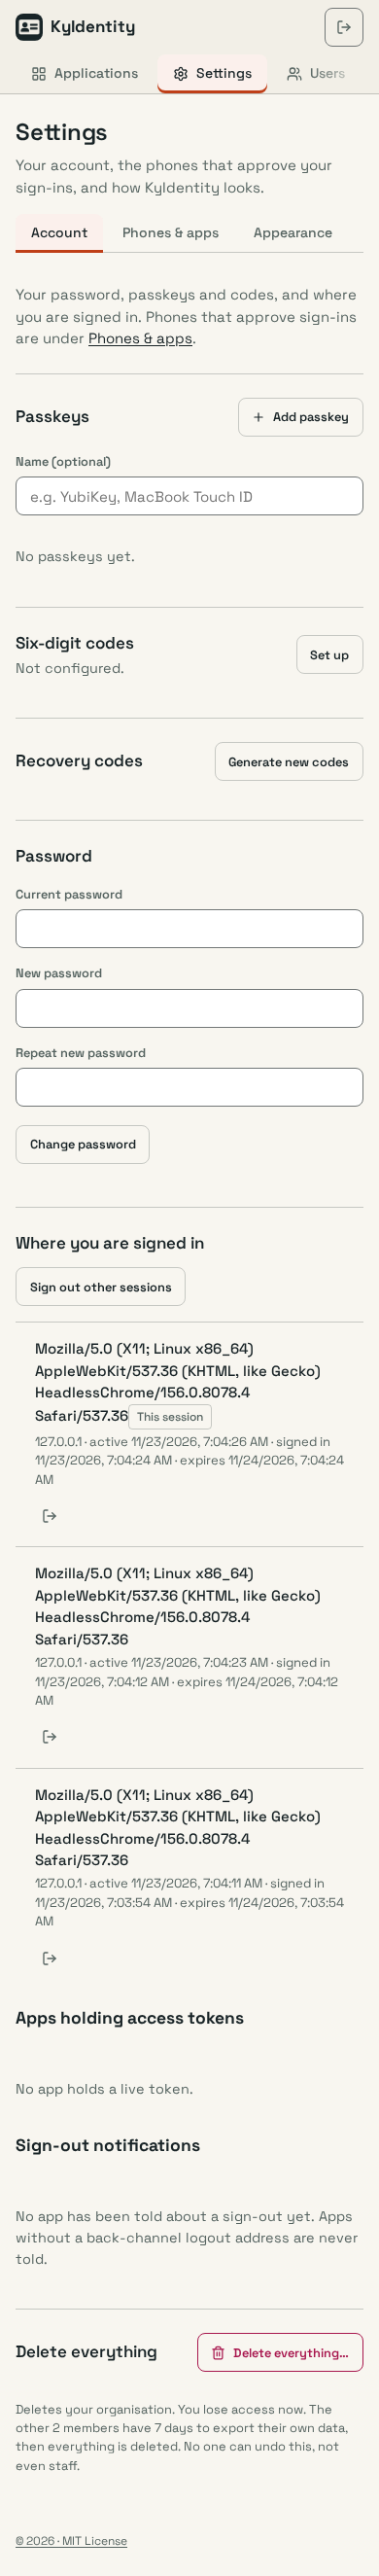 KyIdentity
Applications
Settings
Users
Settings
Your account, the phones that approve your
sign-ins, and how KyIdentity looks.
Account
Phones & apps
Appearance
Your password, passkeys and codes, and where
you are signed in. Phones that approve sign-ins
are under Phones & apps.
Passkeys
Add passkey
Name (optional)
e.g. YubiKey, MacBook Touch ID
No passkeys yet.
Six-digit codes
Not configured.
Set up
Recovery codes
Generate new codes
Password
Current password
New password
Repeat new password
Change password
Where you are signed in
Sign out other sessions
Mozilla/5.0 (X11; Linux x86_64)
AppleWebKit/537.36 (KHTML, like Gecko)
HeadlessChrome/156.0.8078.4
Safari/537.36 This session
127.0.0.1 · active 11/23/2026, 7:04:26 AM · signed in
11/23/2026, 7:04:24 AM · expires 11/24/2026, 7:04:24
AM
Mozilla/5.0 (X11; Linux x86_64)
AppleWebKit/537.36 (KHTML, like Gecko)
HeadlessChrome/156.0.8078.4
Safari/537.36
127.0.0.1 · active 11/23/2026, 7:04:23 AM · signed in
11/23/2026, 7:04:12 AM · expires 11/24/2026, 7:04:12
AM
Mozilla/5.0 (X11; Linux x86_64)
AppleWebKit/537.36 (KHTML, like Gecko)
HeadlessChrome/156.0.8078.4
Safari/537.36
127.0.0.1 · active 11/23/2026, 7:04:11 AM · signed in
11/23/2026, 7:03:54 AM · expires 11/24/2026, 7:03:54
AM
Apps holding access tokens
No app holds a live token.
Sign-out notifications
No app has been told about a sign-out yet. Apps
without a back-channel logout address are never
told.
Delete everything
Delete everything...
Deletes your organisation. You lose access now. The
other 2 members have 7 days to export their own data,
then everything is deleted. No one can undo this, not
even staff.
© 2026 · MIT License